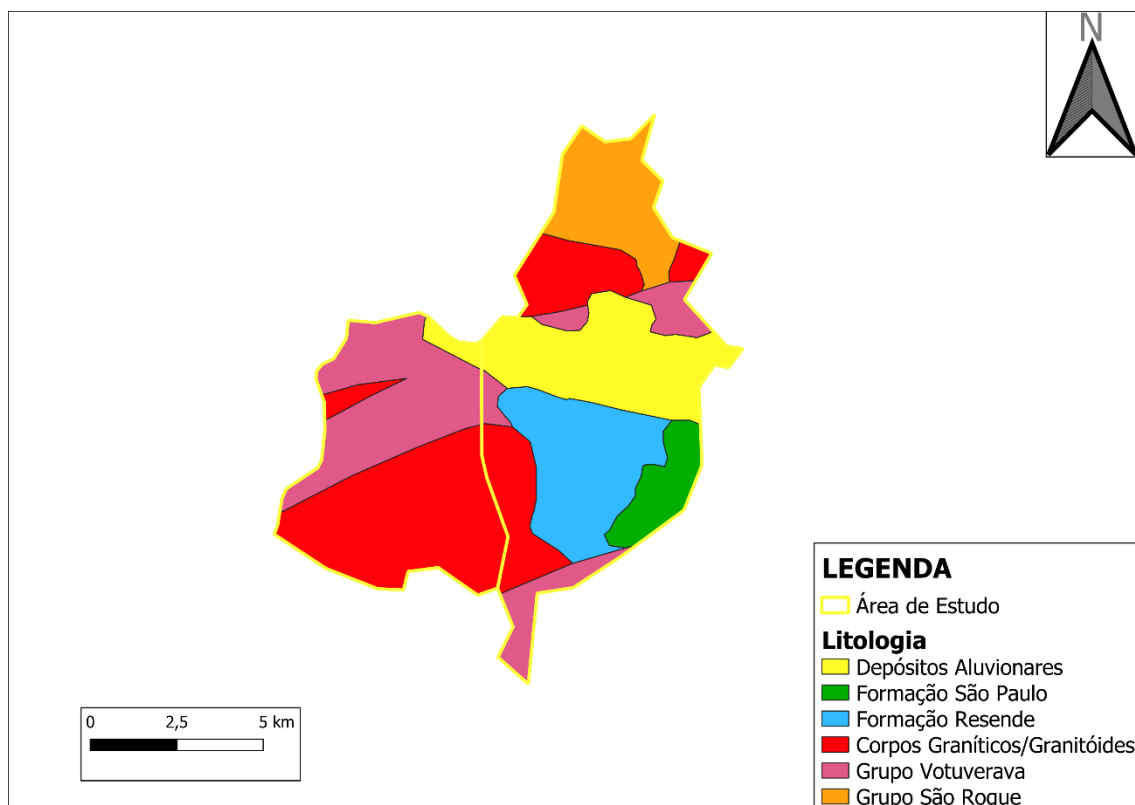 N
LEGENDA
Área de Estudo
Litologia
Depósitos Aluvionares
Formação São Paulo
Formação Resende
Corpos Graníticos/Granitóides
Grupo Votuverava
Grupo São Roque
0 2,5 5 km